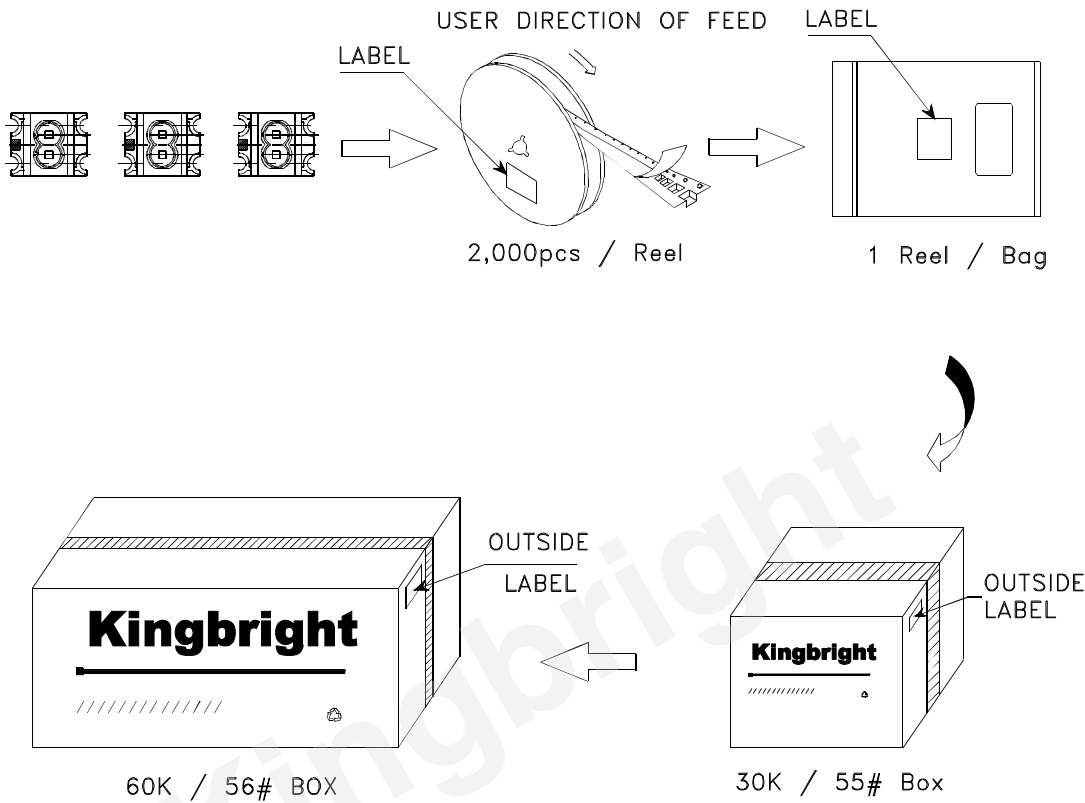 USER DIRECTION OF FEED
LABEL
LABEL
2,000pcs / Reel
1 Reel / Bag
OUTSIDE
LABEL
OUTSIDE
LABEL
Kingbright
Kingbright
60K / 56# BOX
30K / 55# Box
Kingbright